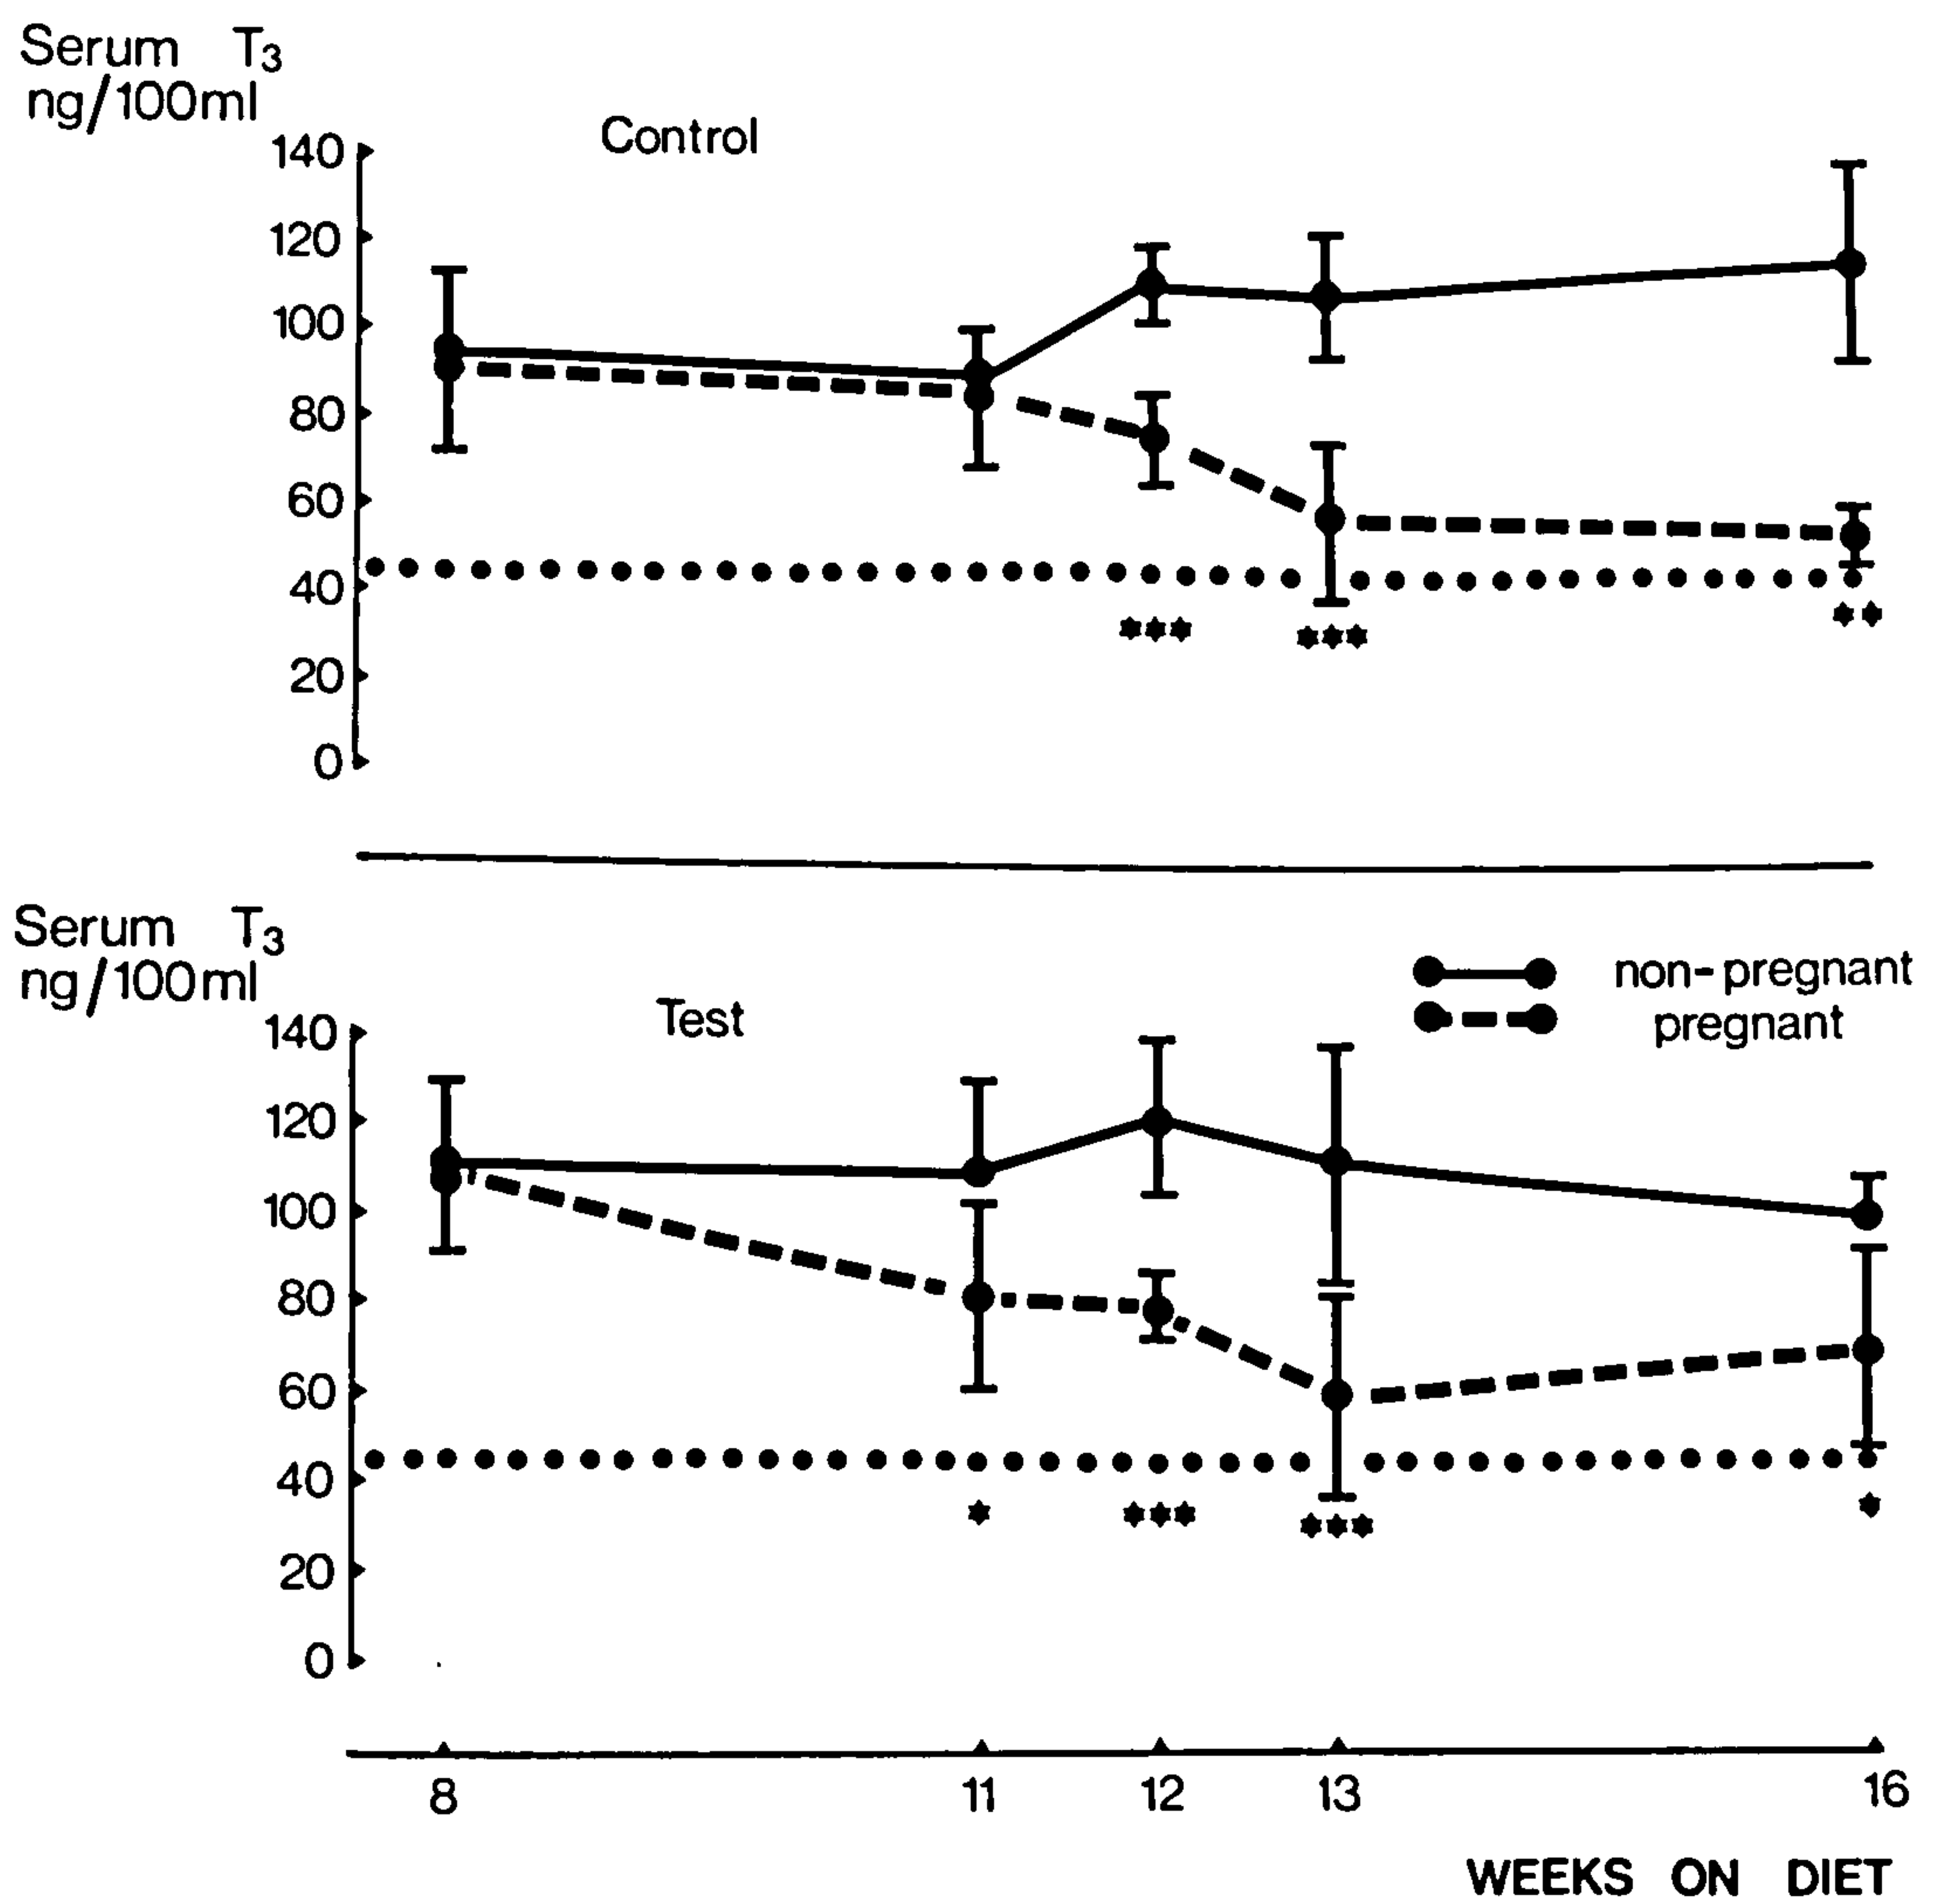 Serum T3
ng/100ml
Control
140
120
100
80
60
40
20
0
***
***
**
Serum T3
ng/100ml
Test
non-pregnant
pregnant
140
120
100
80
60
40
20
0
*
***
***
*
8 11 12 13 16
WEEKS ON DIET